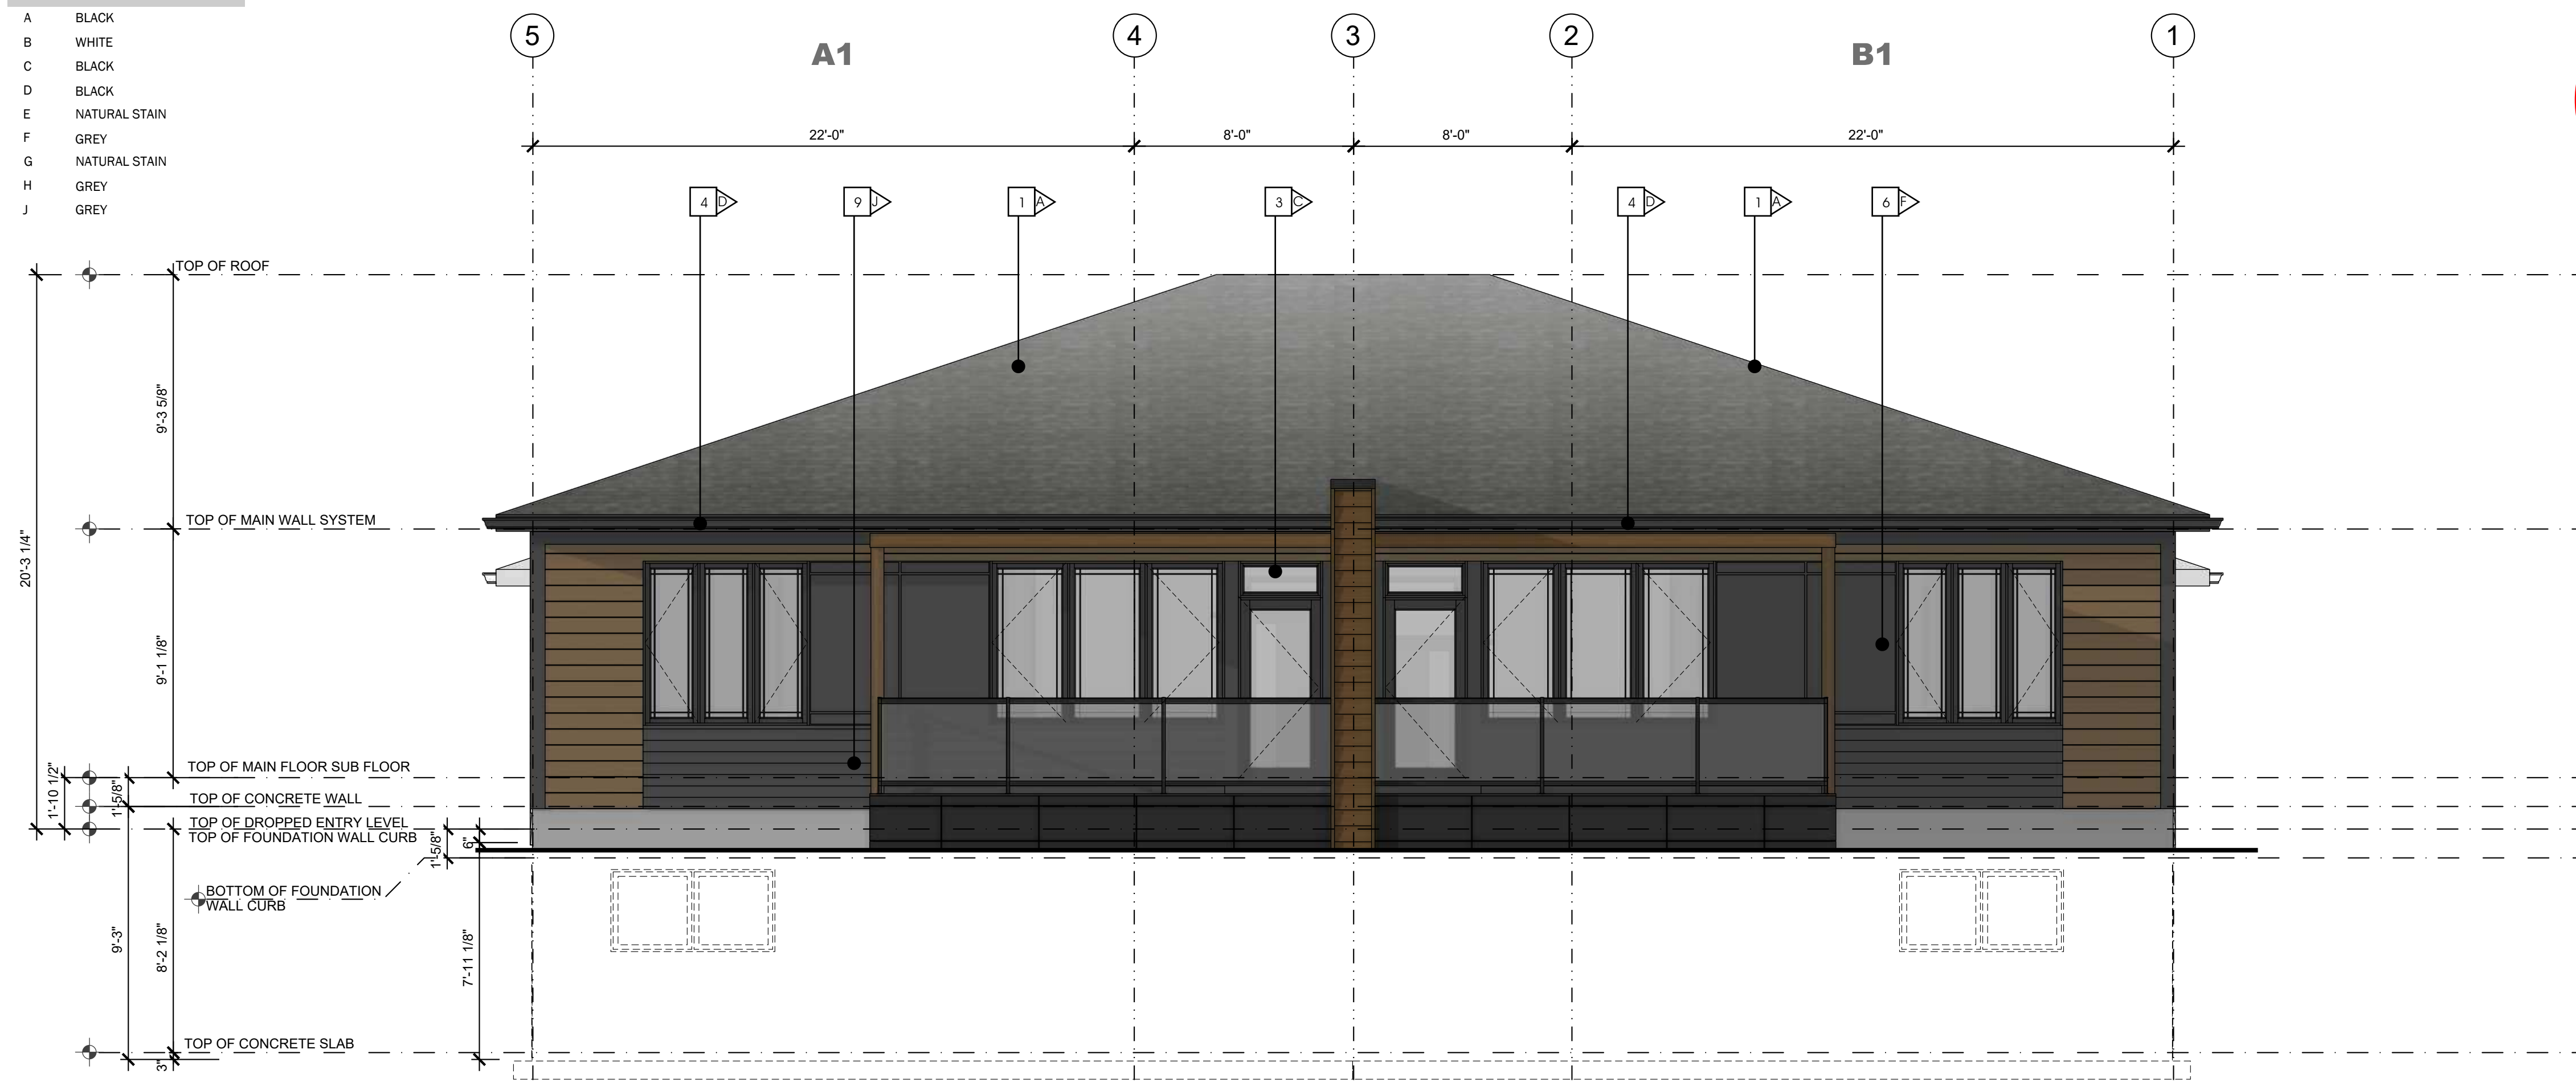 A BLACK
B WHITE
C BLACK
D BLACK
E NATURAL STAIN
F GREY
G NATURAL STAIN
H GREY
J GREY
5 4 3 2 1
A1 B1
22'-0" 8'-0" 8'-0" 22'-0"
4 D 9 J 1 A 3 C 4 D 1 A 6 F
TOP OF ROOF
9'-3 5/8"
TOP OF MAIN WALL SYSTEM
20'-3 1/4"
9'-1 1/8"
TOP OF MAIN FLOOR SUB FLOOR
1'-10 1/2"
1'-5/8"
TOP OF CONCRETE WALL
TOP OF DROPPED ENTRY LEVEL
TOP OF FOUNDATION WALL CURB
1'-5/8"
6"
BOTTOM OF FOUNDATION
WALL CURB
9'-3"
8'-2 1/8"
7'-11 1/8"
TOP OF CONCRETE SLAB
3"